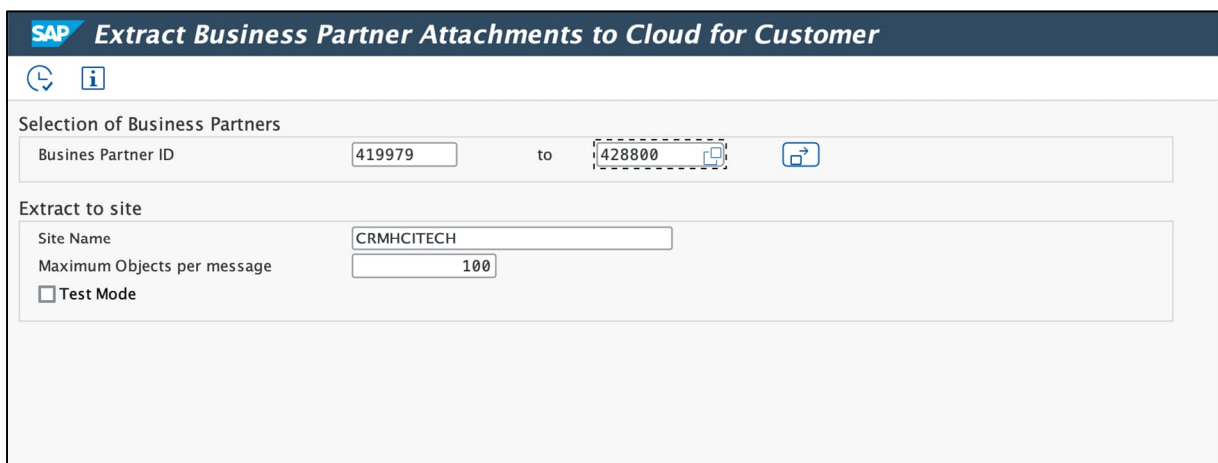 SAP Extract Business Partner Attachments to Cloud for Customer
i
Selection of Business Partners
Busines Partner ID 419979 to 428800
Extract to site
Site Name CRMHCITECH
Maximum Objects per message 100
Test Mode